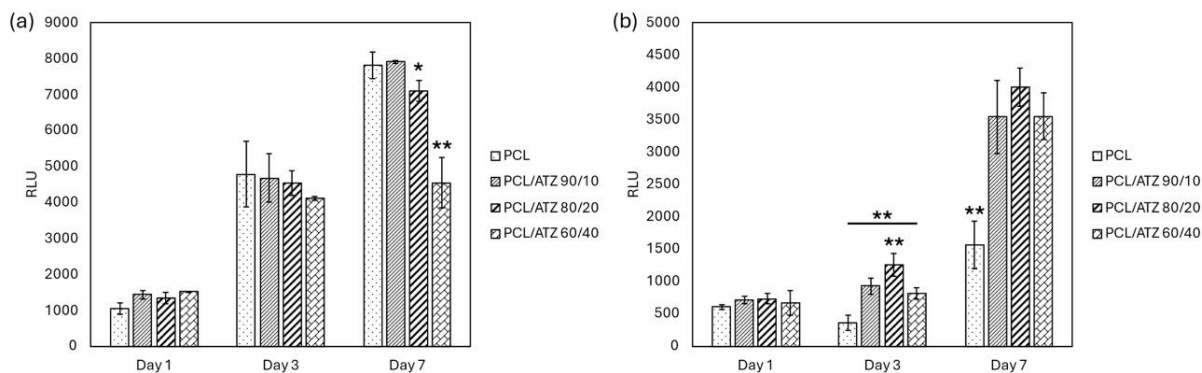 (a)
9000
8000
7000
6000
5000
4000
3000
2000
1000
0
RLU
*
**
Day 1
Day 3
Day 7
PCL
PCL/ATZ 90/10
PCL/ATZ 80/20
PCL/ATZ 60/40
(b)
5000
4500
4000
3500
3000
2500
2000
1500
1000
500
0
RLU
**
**
**
Day 1
Day 3
Day 7
PCL
PCL/ATZ 90/10
PCL/ATZ 80/20
PCL/ATZ 60/40